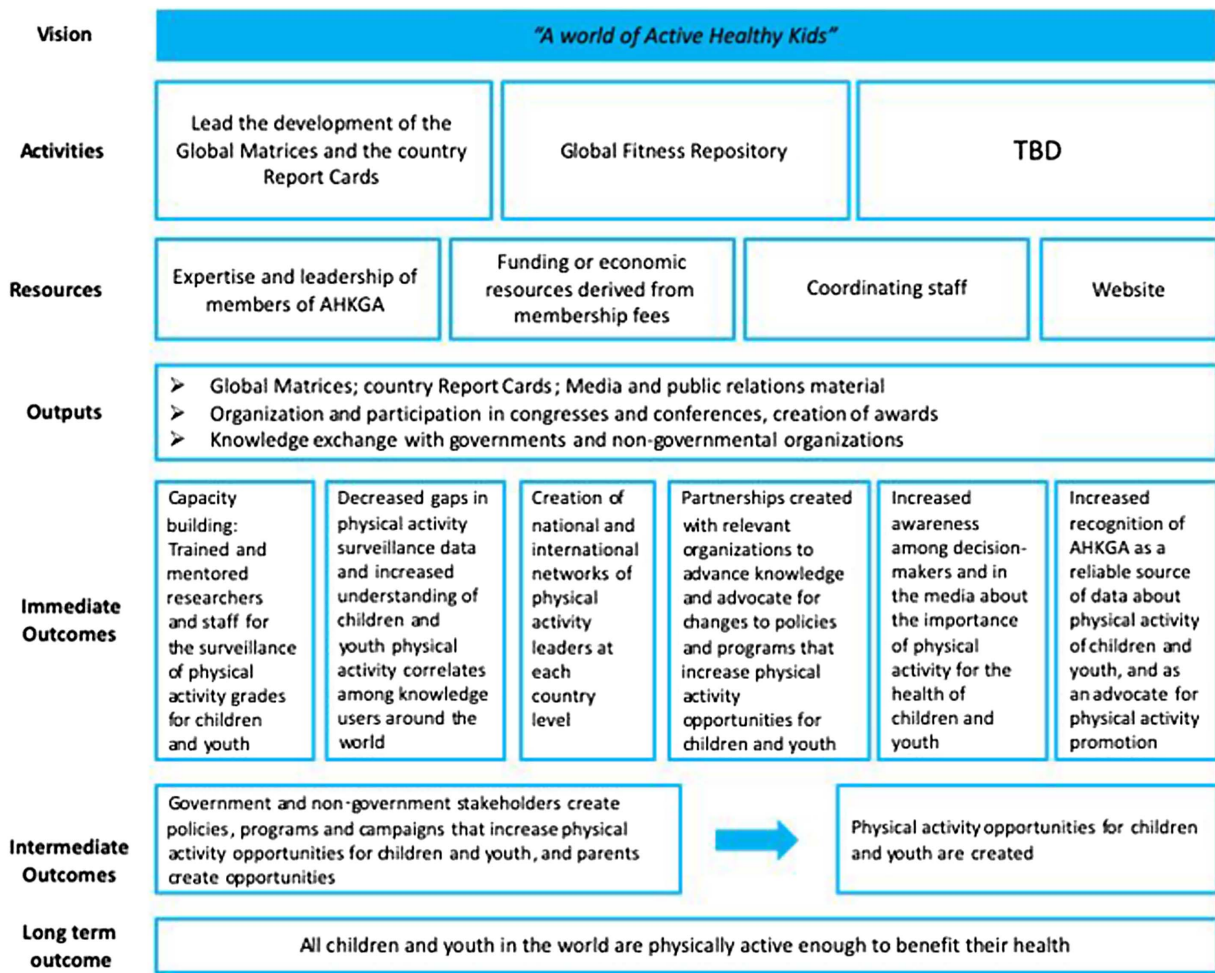 Vision
"A world of Active Healthy Kids"
Activities
Lead the development of the
Global Matrices and the country
Report Cards
Global Fitness Repository
TBD
Resources
Expertise and leadership of
members of AHKGA
Funding or economic
resources derived from
membership fees
Coordinating staff
Website
Outputs
➤ Global Matrices; country Report Cards; Media and public relations material
➤ Organization and participation in congresses and conferences, creation of awards
➤ Knowledge exchange with governments and non-governmental organizations
Immediate
Outcomes
Capacity
building:
Trained and
mentored
researchers
and staff for
the surveillance
of physical
activity grades
for children
and youth
Decreased gaps in
physical activity
surveillance data
and increased
understanding of
children and
youth physical
activity correlates
among knowledge
users around the
world
Creation of
national and
international
networks of
physical
activity
leaders at
each
country
level
Partnerships created
with relevant
organizations to
advance knowledge
and advocate for
changes to policies
and programs that
increase physical
activity
opportunities for
children and youth
Increased
awareness
among decision-
makers and in
the media about
the importance
of physical
activity for the
health of
children and
youth
Increased
recognition of
AHKGA as a
reliable source
of data about
physical activity
of children and
youth, and as
an advocate for
physical activity
promotion
Intermediate
Outcomes
Government and non-government stakeholders create
policies, programs and campaigns that increase physical
activity opportunities for children and youth, and parents
create opportunities
Physical activity opportunities for children
and youth are created
Long term
outcome
All children and youth in the world are physically active enough to benefit their health